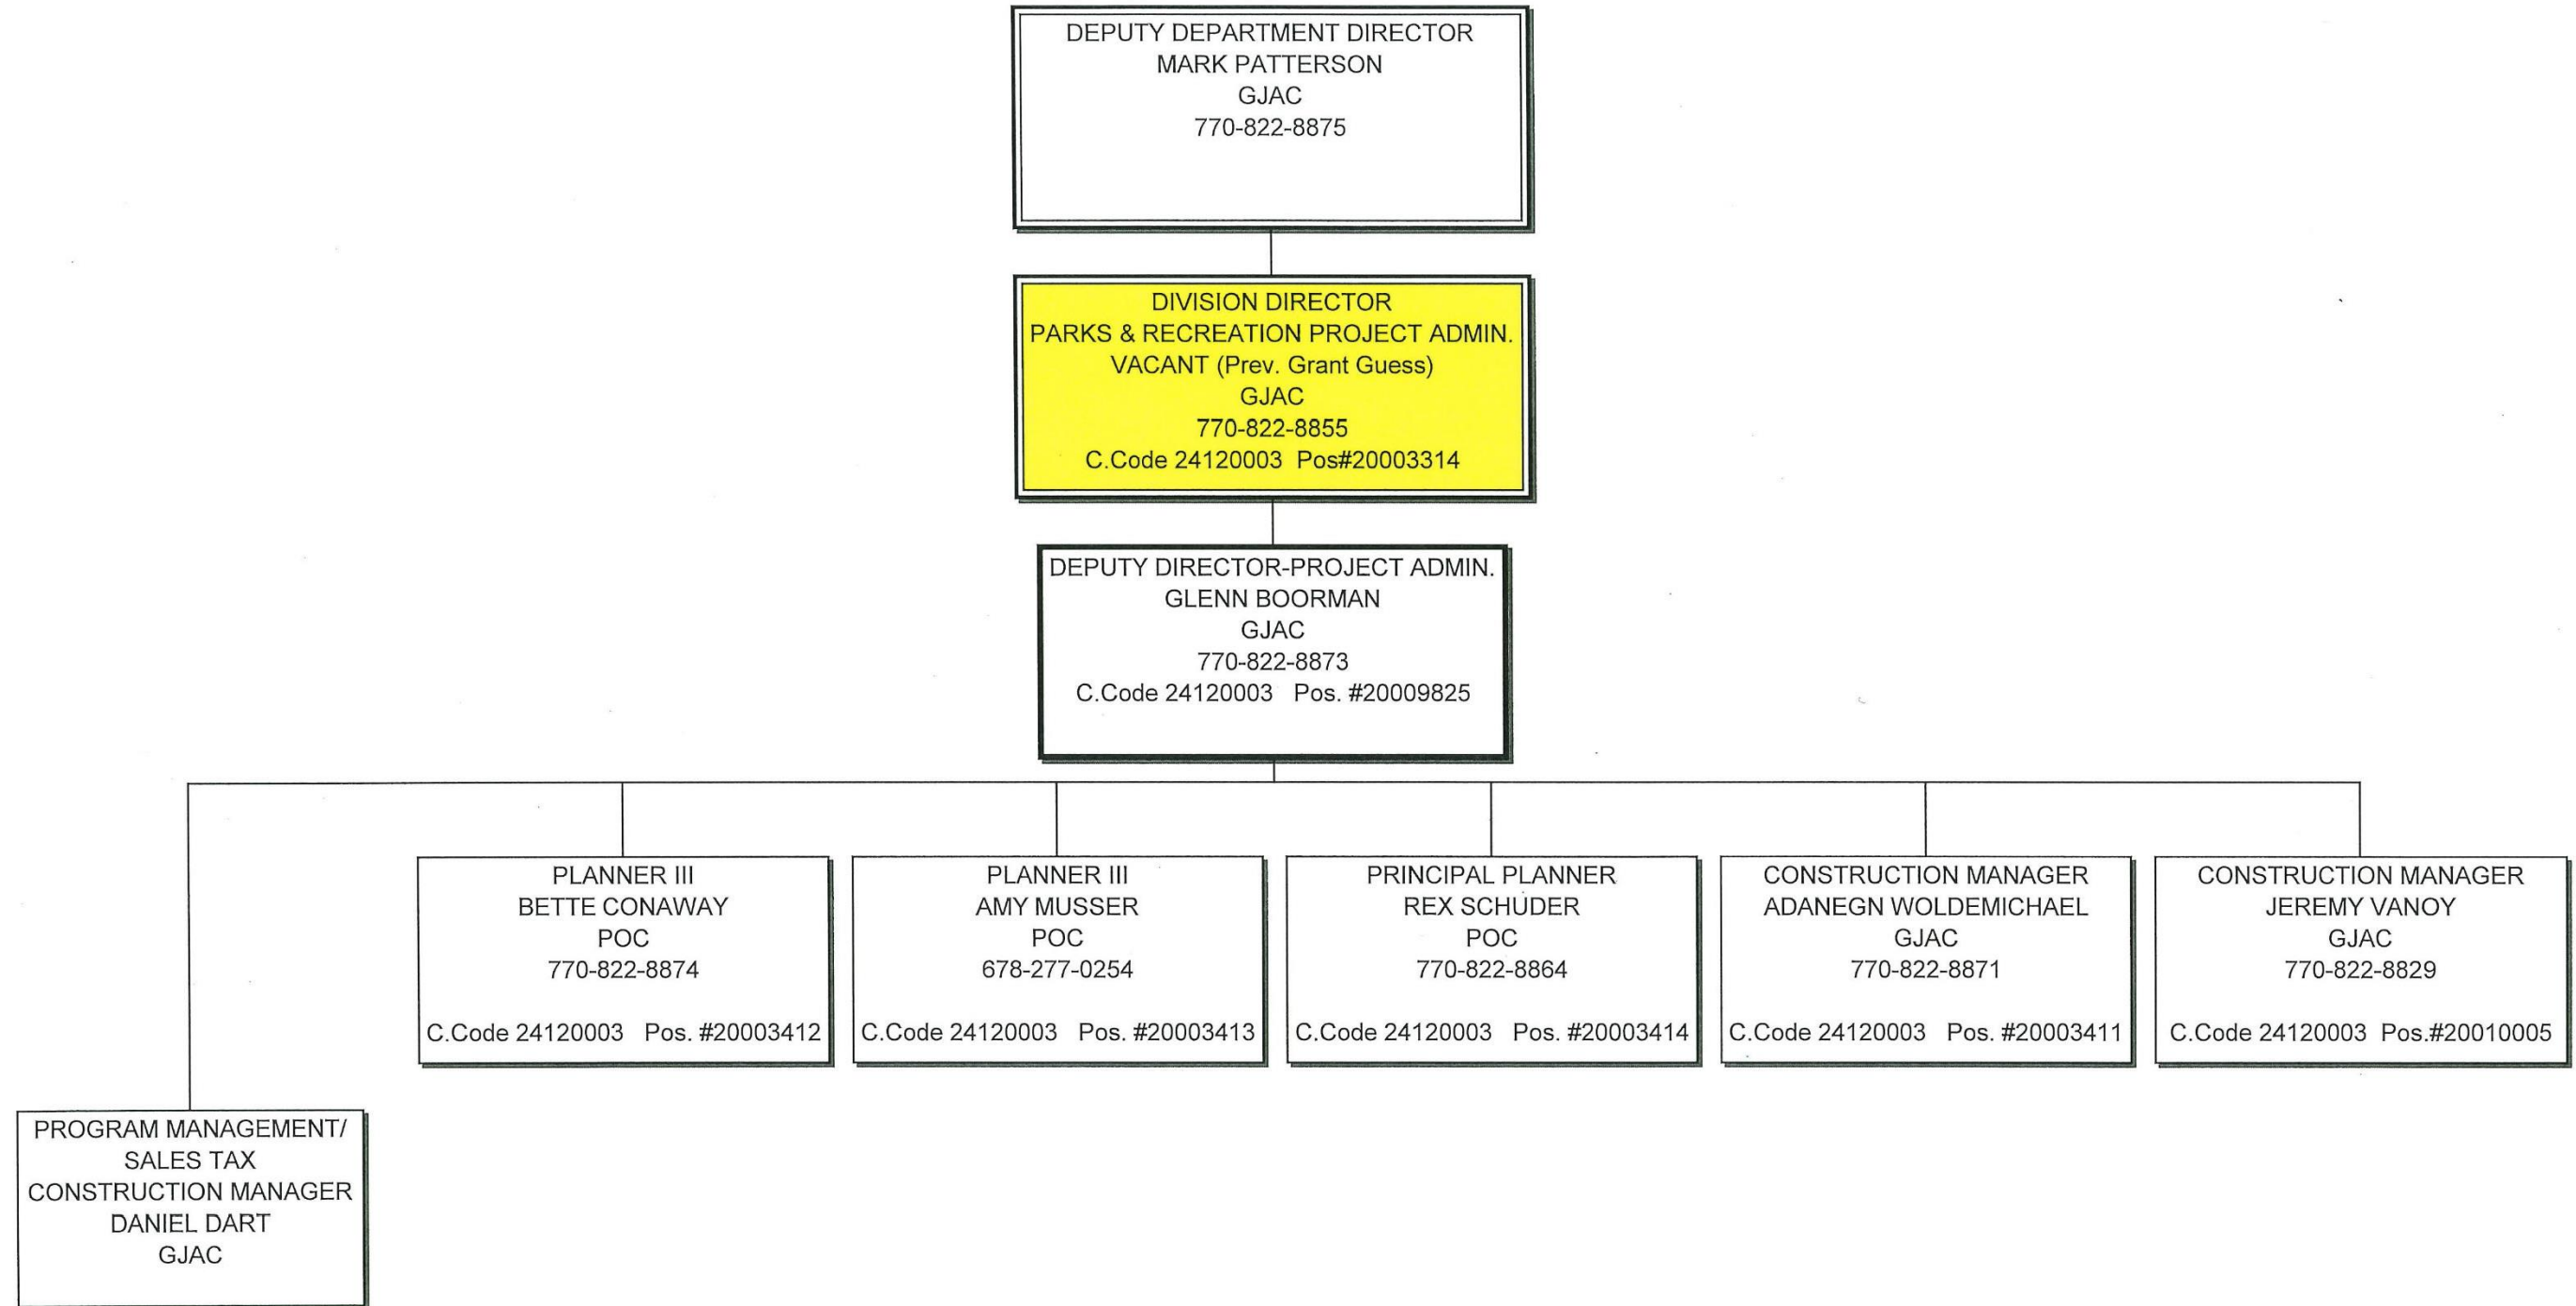 DEPUTY DEPARTMENT DIRECTOR
MARK PATTERSON
GJAC
770-822-8875
DIVISION DIRECTOR
PARKS & RECREATION PROJECT ADMIN.
VACANT (Prev. Grant Guess)
GJAC
770-822-8855
C.Code 24120003 Pos#20003314
DEPUTY DIRECTOR-PROJECT ADMIN.
GLENN BOORMAN
GJAC
770-822-8873
C.Code 24120003 Pos. #20009825
PLANNER III
BETTE CONAWAY
POC
770-822-8874
C.Code 24120003 Pos. #20003412
PLANNER III
AMY MUSSER
POC
678-277-0254
C.Code 24120003 Pos. #20003413
PRINCIPAL PLANNER
REX SCHUDER
POC
770-822-8864
C.Code 24120003 Pos. #20003414
CONSTRUCTION MANAGER
ADANEGN WOLDEMICHAEL
GJAC
770-822-8871
C.Code 24120003 Pos. #20003411
CONSTRUCTION MANAGER
JEREMY VANOY
GJAC
770-822-8829
C.Code 24120003 Pos.#20010005
PROGRAM MANAGEMENT/
SALES TAX
CONSTRUCTION MANAGER
DANIEL DART
GJAC